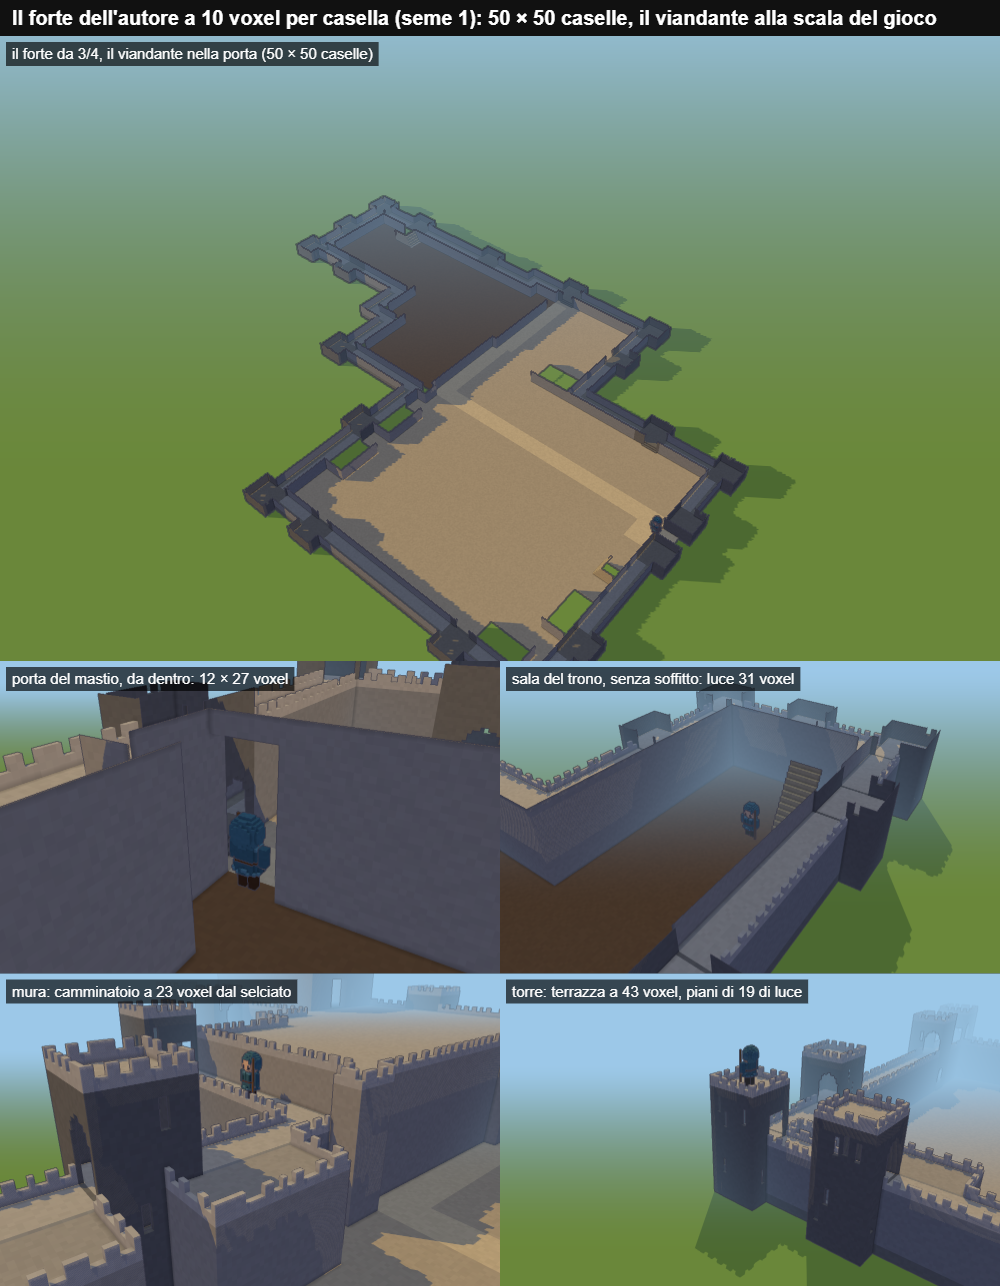 Il forte dell'autore a 10 voxel per casella (seme 1): 50 × 50 caselle, il viandante alla scala del gioco
il forte da 3/4, il viandante nella porta (50 × 50 caselle)
porta del mastio, da dentro: 12 × 27 voxel
sala del trono, senza soffitto: luce 31 voxel
mura: camminatoio a 23 voxel dal selciato
torre: terrazza a 43 voxel, piani di 19 di luce